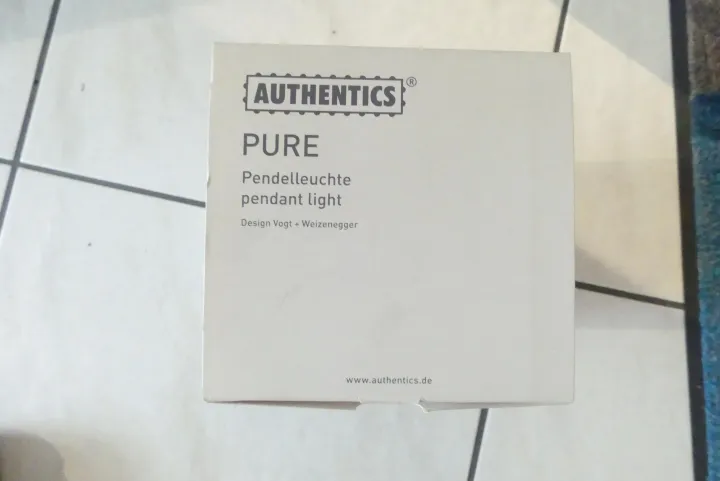 AUTHENTICS®
PURE
Pendelleuchte
pendant light
Design Vogt + Weizenegger
www.authentics.de